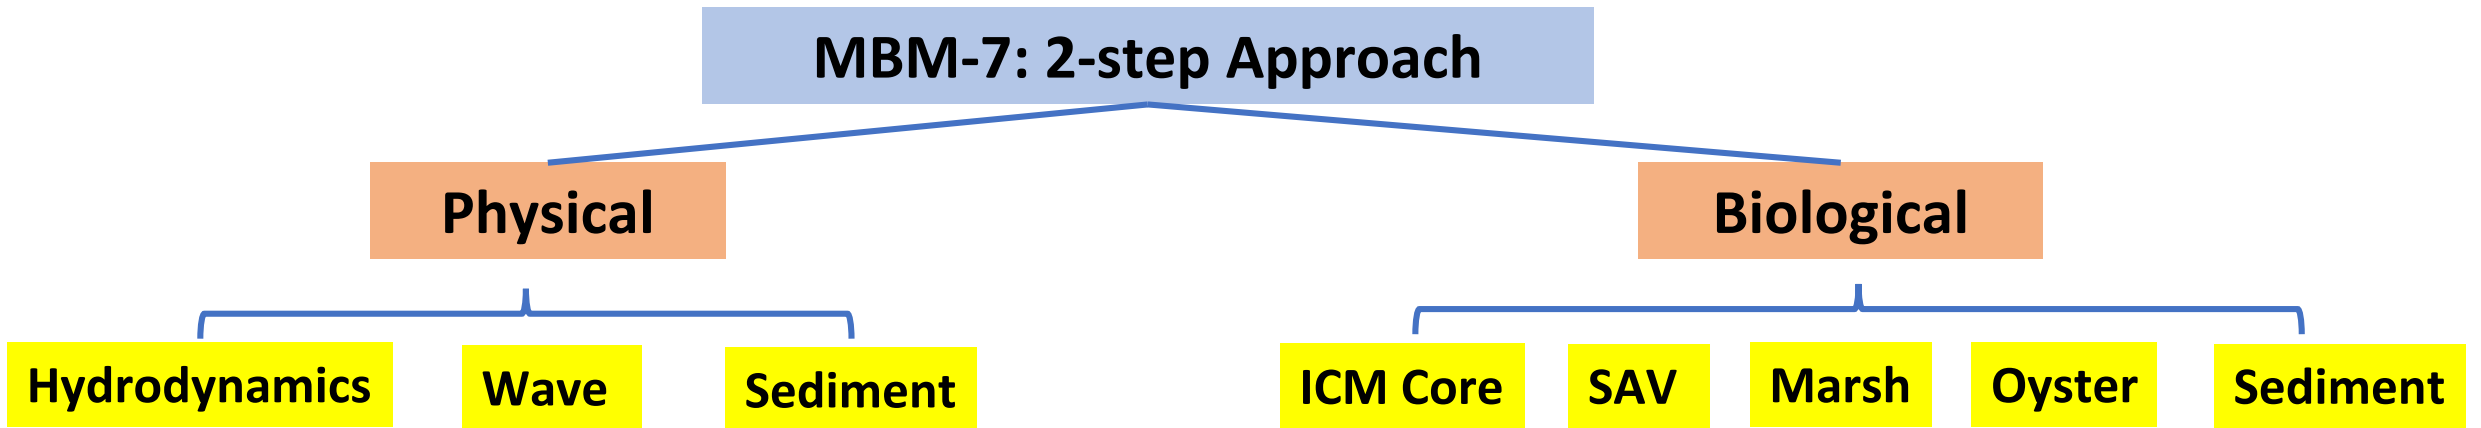 MBM-7: 2-step Approach
Physical
Biological
Hydrodynamics
Wave
Sediment
ICM Core
SAV
Marsh
Oyster
Sediment